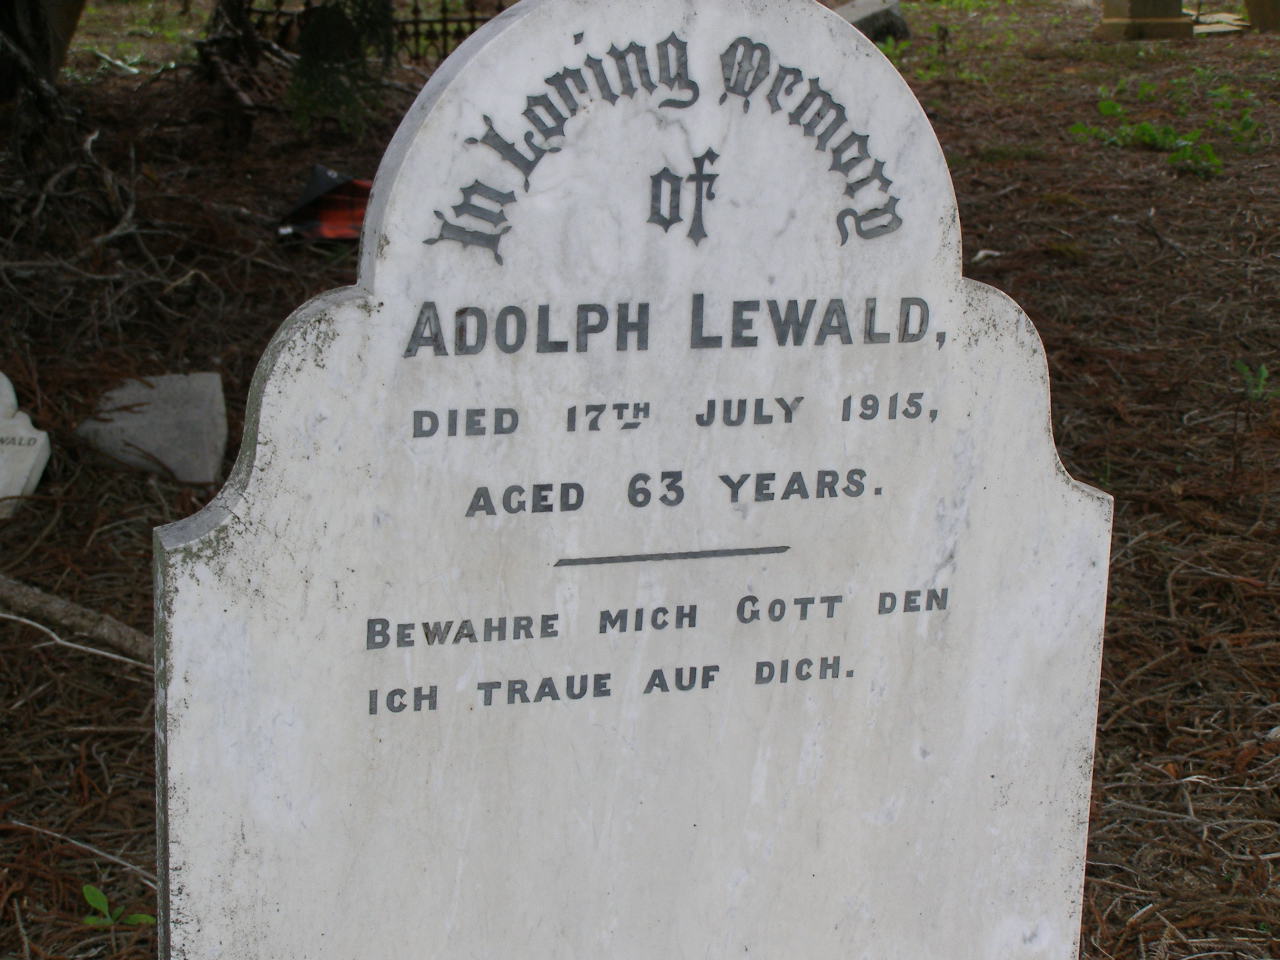 In Loving Memory
of
ADOLPH LEWALD,
DIED 17TH JULY 1915,
AGED 63 YEARS.
BEWAHRE MICH GOTT DEN
ICH TRAUE AUF DICH.
WALD